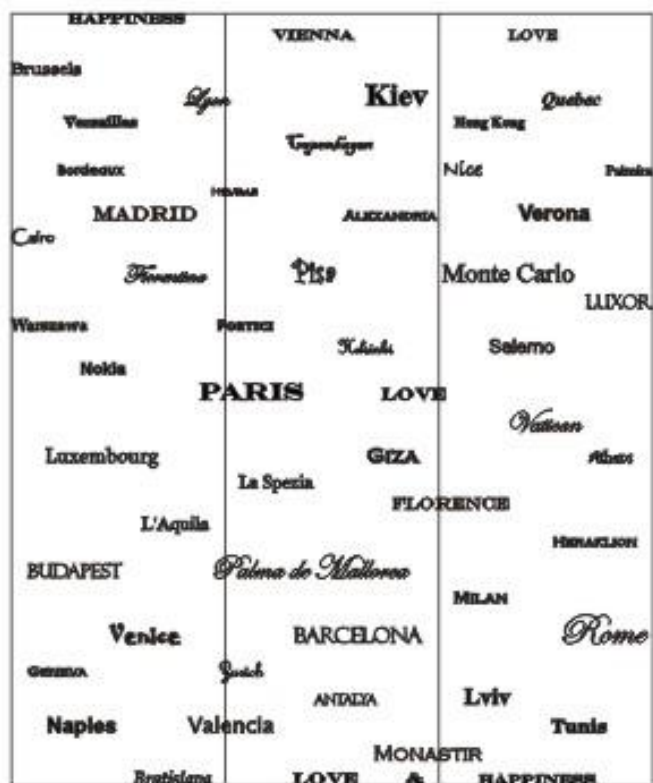 HAPPINESS
VIENNA LOVE
Brussels
Lyon Kiev Quebec
Versailles Hong Kong
Copenhagen
Bordeaux Nice Palmira
MADRID ALEXANDRIA Verona
Cairo
Florentina Pisa Monte Carlo
LUXOR
Warszawa PORTICI
Helsinki Salerno
Nokia
PARIS LOVE
Vatican
Luxembourg GIZA Athens
La Spezia
FLORENCE
L'Aquila
HERAKLION
BUDAPEST Palma de Mallorca
MILAN
Venice BARCELONA Rome
GENEVA Zurich
ANTALYA Lviv
Naples Valencia Tunis
MONASTIR
Bratislava LOVE & HAPPINESS